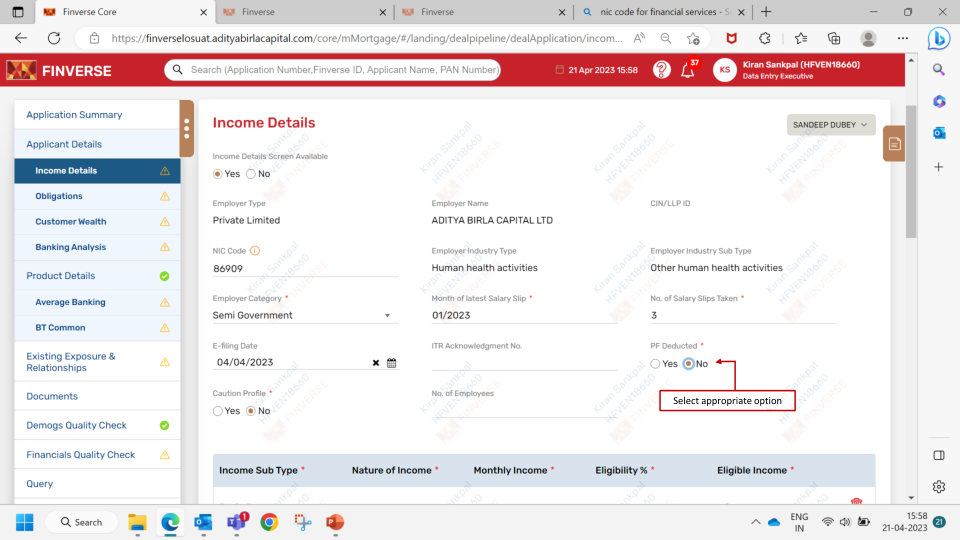 Finverse Core
Finverse
Finverse
nic code for financial services - S
https://finverselosuat.adityabirlacapital.com/core/mMortgage/#/landing/dealpipeline/dealApplication/incom...
FINVERSE
Search (Application Number,Finverse ID, Applicant Name, PAN Number)
21 Apr 2023 15:58
37
KS
Kiran Sankpal (HFVEN18660)
Data Entry Executive
Application Summary
Applicant Details
Income Details
Obligations
Customer Wealth
Banking Analysis
Product Details
Average Banking
BT Common
Existing Exposure &
Relationships
Documents
Demogs Quality Check
Financials Quality Check
Query
Income Details
SANDEEP DUBEY
Income Details Screen Available
Yes No
Employer Type Employer Name CIN/LLP ID
Private Limited ADITYA BIRLA CAPITAL LTD
NIC Code Employer Industry Type Employer Industry Sub Type
86909 Human health activities Other human health activities
Employer Category * Month of latest Salary Slip * No. of Salary Slips Taken *
Semi Government 01/2023 3
E-filing Date ITR Acknowledgment No. PF Deducted *
04/04/2023 Yes No
Caution Profile * No. of Employees
Yes No
Select appropriate option
Income Sub Type * Nature of Income * Monthly Income * Eligibility % * Eligible Income *
Kiran Sankpal
HFVEN18660
FINVERSE
Search
1
ENG
IN
15:58
21-04-2023
21